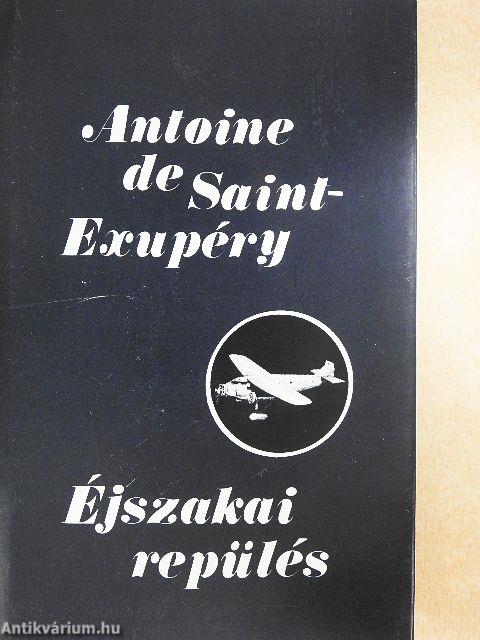 Antoine
de Saint-
Exupéry
Éjszakai
repülés
Antikvárium.hu